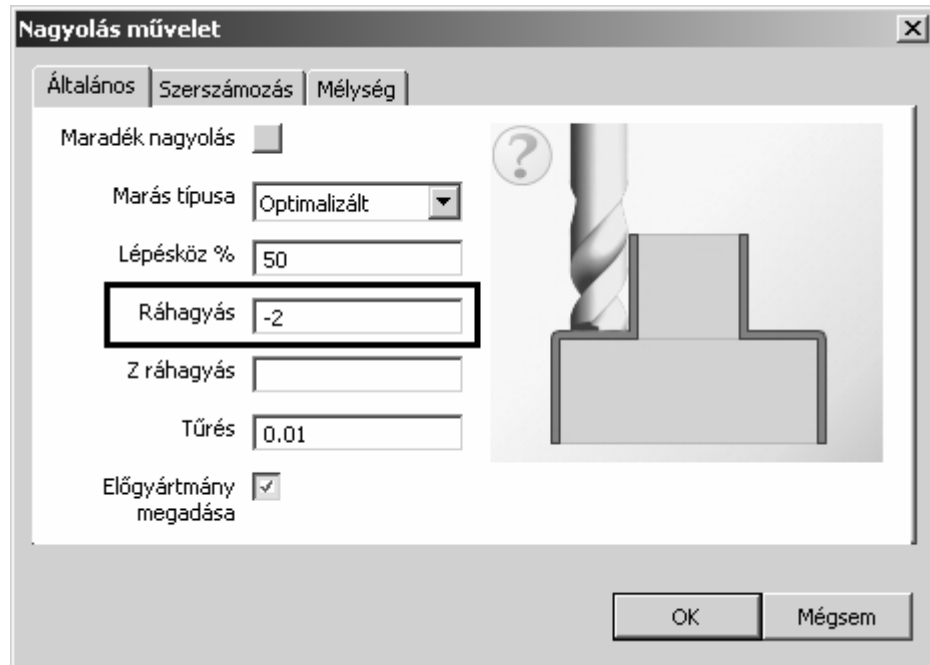 Nagyolás művelet
Általános Szerszámozás Mélység
Maradék nagyolás
Marás típusa Optimalizált
Lépésköz % 50
Ráhagyás -2
Z ráhagyás
Tűrés 0.01
Előgyártmány
megadása
?
OK Mégsem